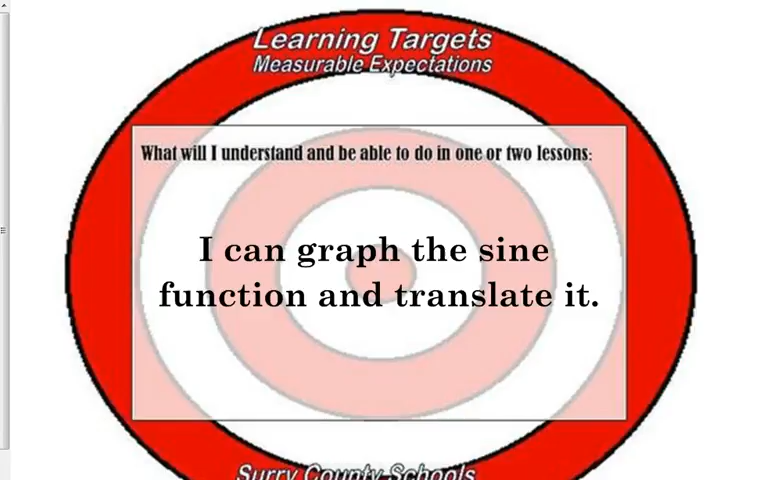 Learning Targets
Measurable Expectations
What will I understand and be able to do in one or two lessons:
I can graph the sine
function and translate it.
Surry County Schools